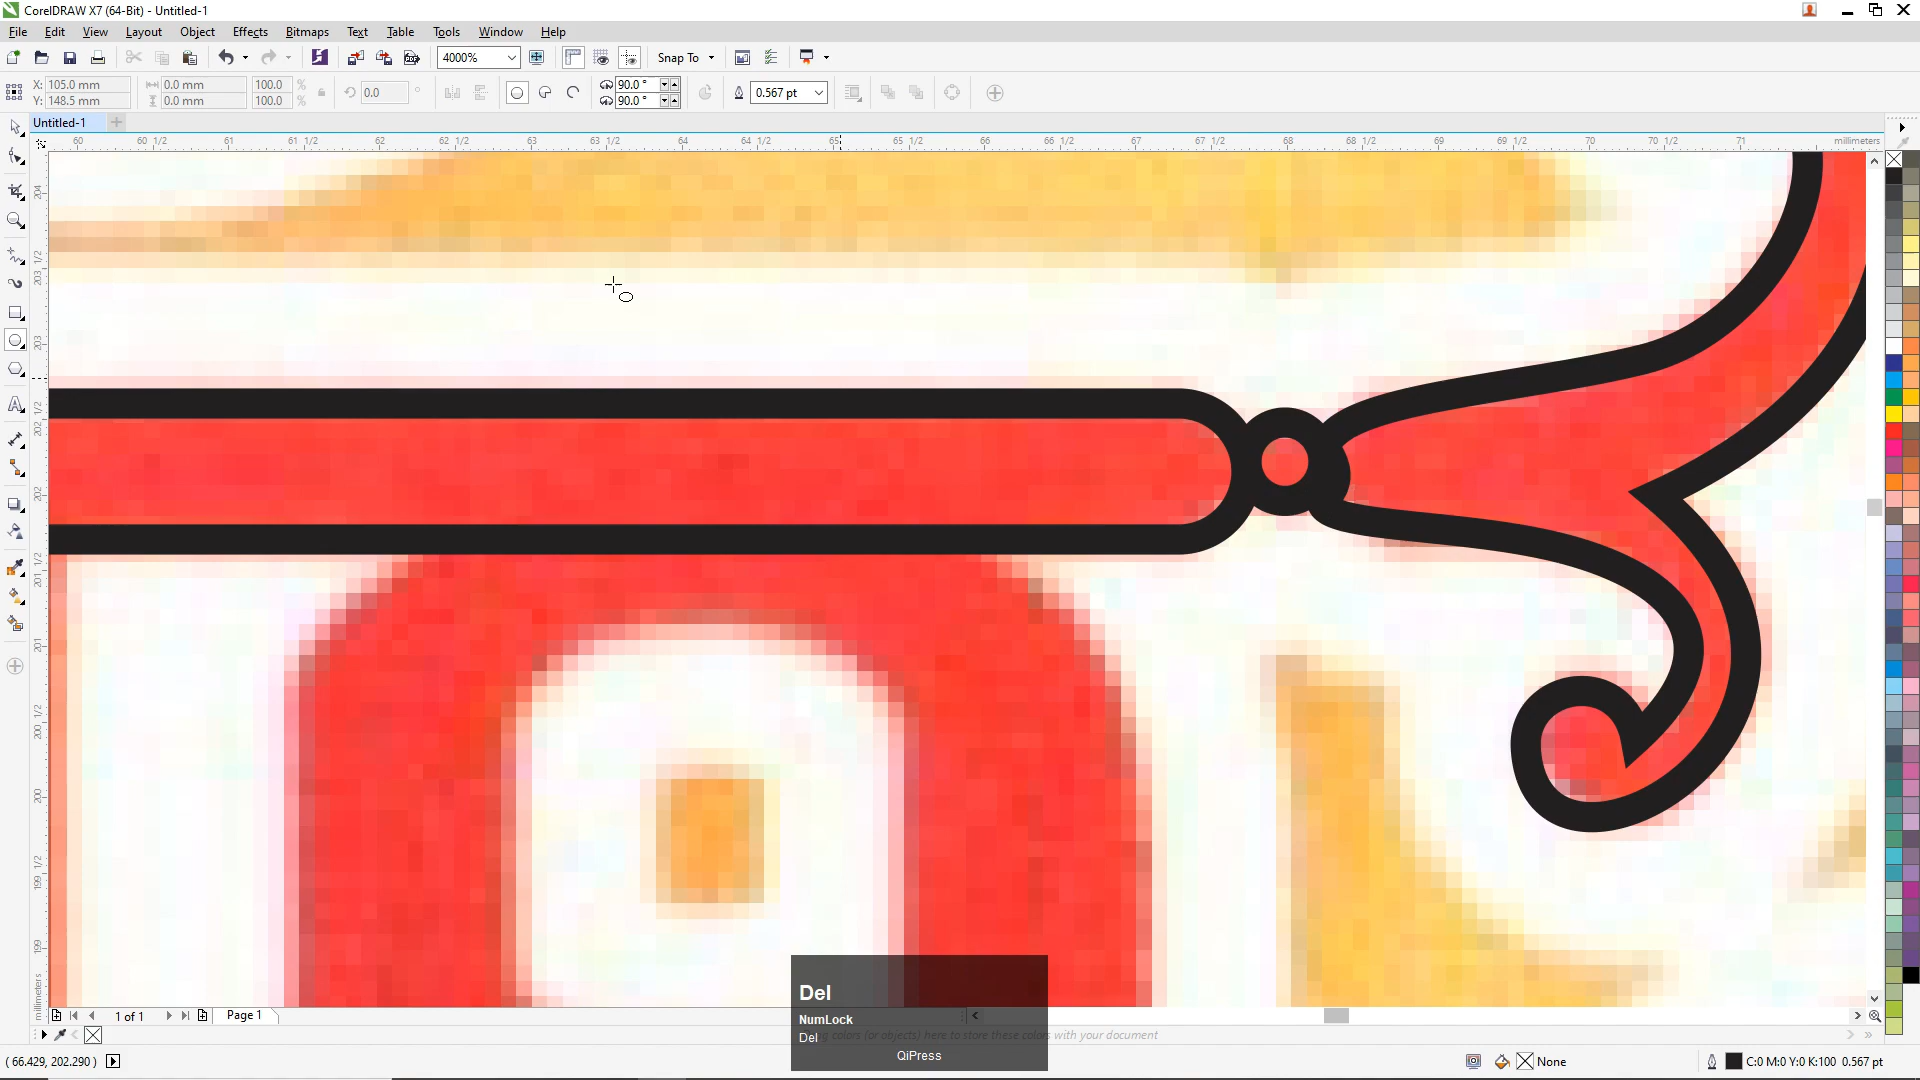 CorelDRAW X7 (64-Bit) - Untitled-1
File Edit View Layout Object Effects Bitmaps Text Table Tools Window Help
4000% Snap To
X: 105.0 mm 0.0 mm 100.0 % 0.0 ° 90.0 ° 0.567 pt
Y: 148.5 mm 0.0 mm 100.0 % 90.0 °
Untitled-1
60 60 1/2 61 61 1/2 62 62 1/2 63 63 1/2 64 64 1/2 65 65 1/2 66 66 1/2 67 67 1/2 68 68 1/2 69 69 1/2 70 70 1/2 71 millimeters
204
203 1/2
203
202 1/2
202
201 1/2
201
200 1/2
200
199 1/2
199
millimeters
Del
NumLock
Del
QiPress
1 of 1 Page 1
colors (or objects) here to store these colors with your document
( 66.429, 202.290 ) None C:0 M:0 Y:0 K:100 0.567 pt